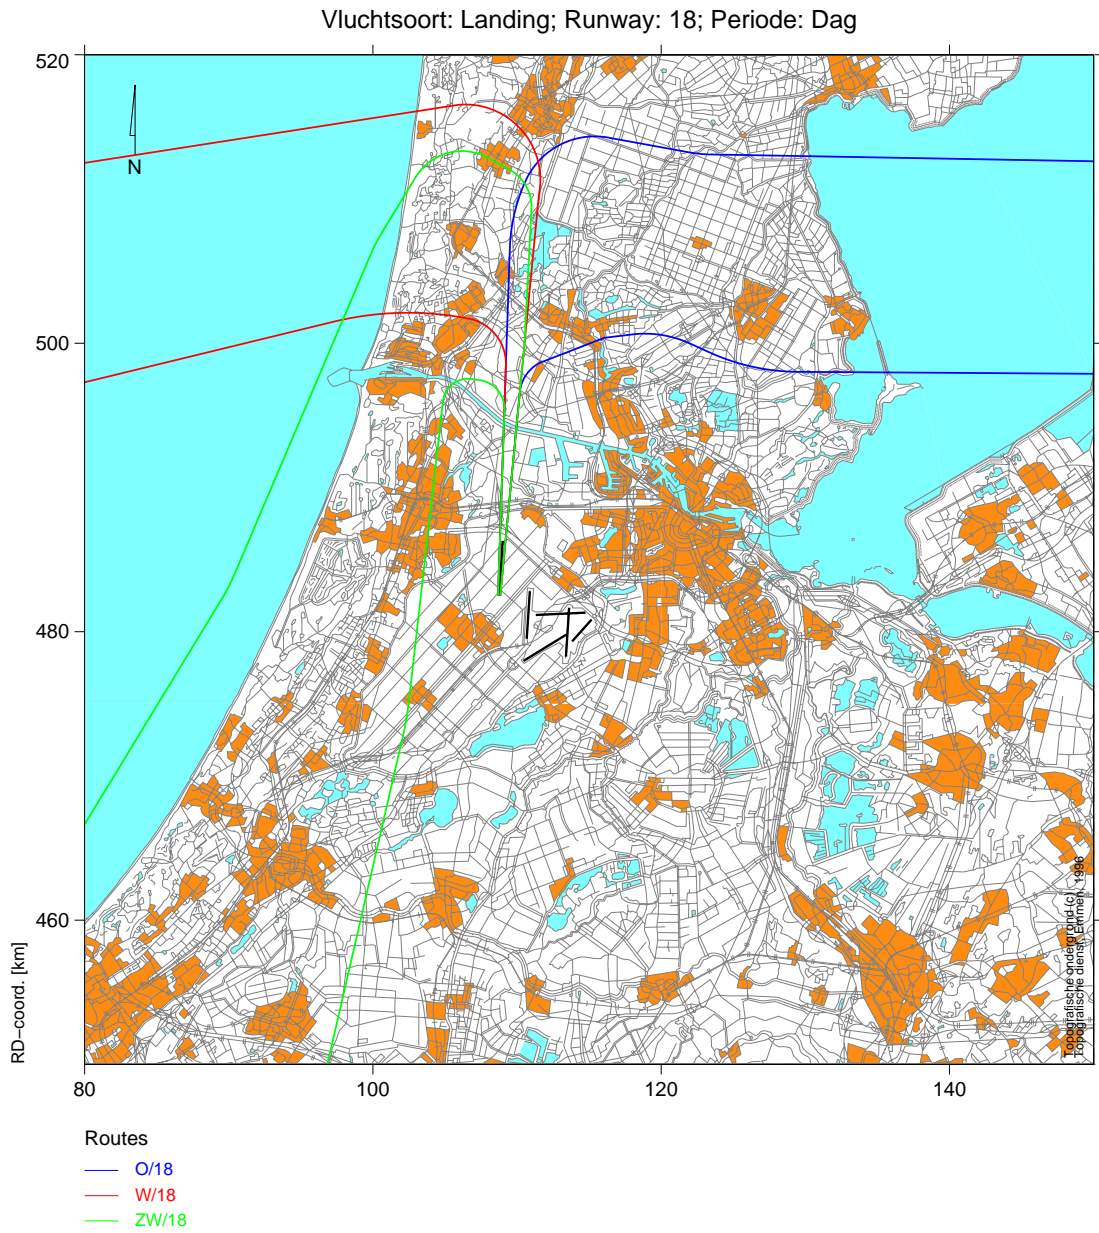 Vluchtsoort: Landing; Runway: 18; Periode: Dag
520
500
480
460
N
RD−coord. [km]
Topografische ondergrond (c)
Topografische dienst, Emmen, 1996
80
100
120
140
Routes
O/18
W/18
ZW/18